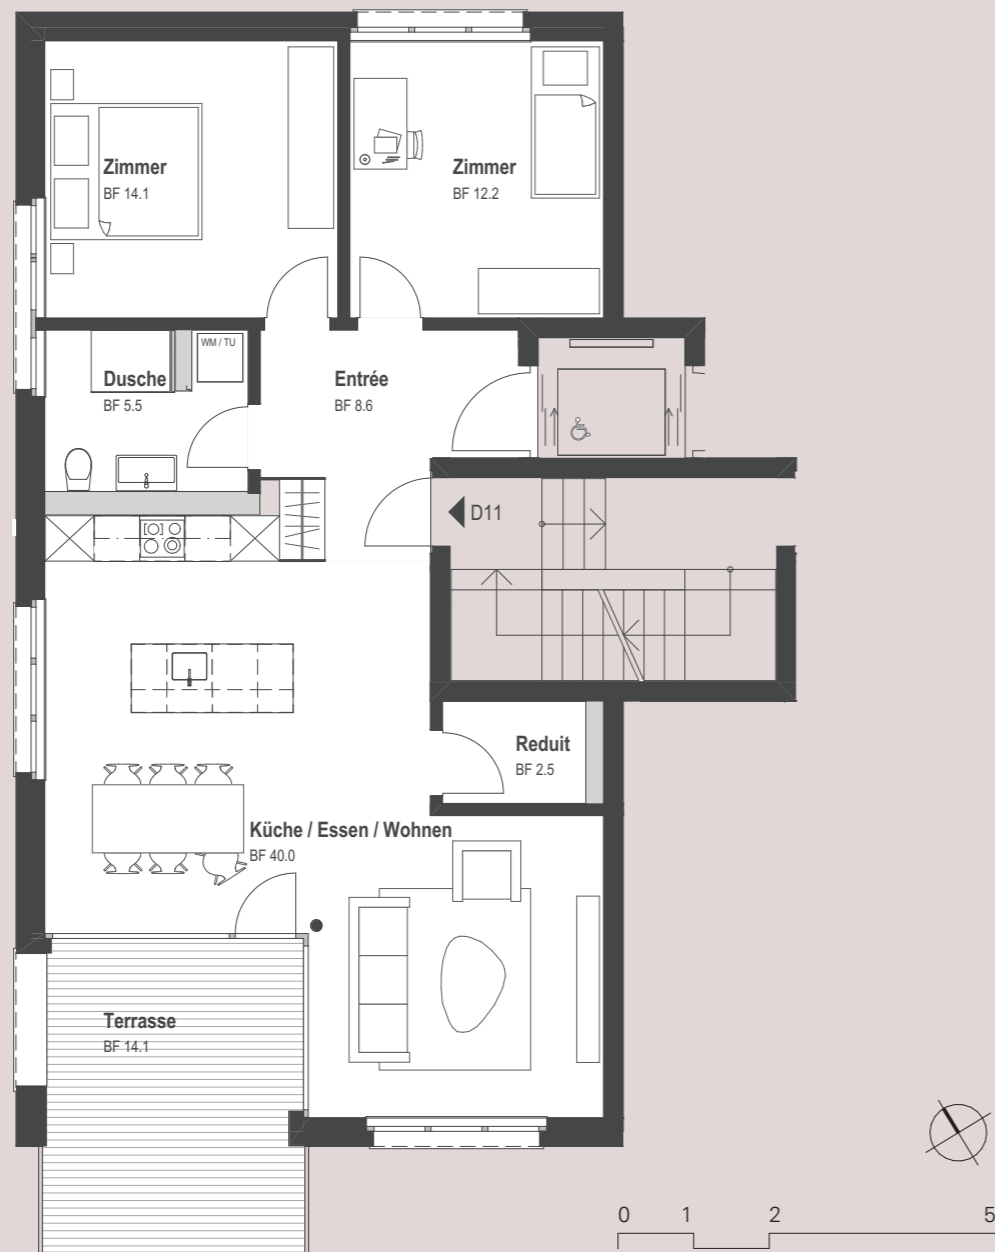 Zimmer
BF 14.1
Zimmer
BF 12.2
WM / TU
Dusche
BF 5.5
Entrée
BF 8.6
D11
Reduit
BF 2.5
Küche / Essen / Wohnen
BF 40.0
Terrasse
BF 14.1
0 1 2 5